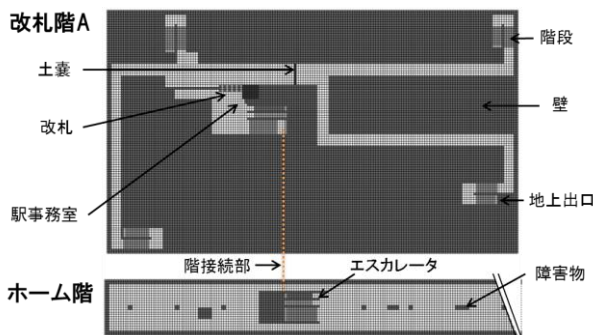 改札階A
階段
土嚢
壁
改札
駅事務室
地上出口
階接続部
エスカレータ
障害物
ホーム階